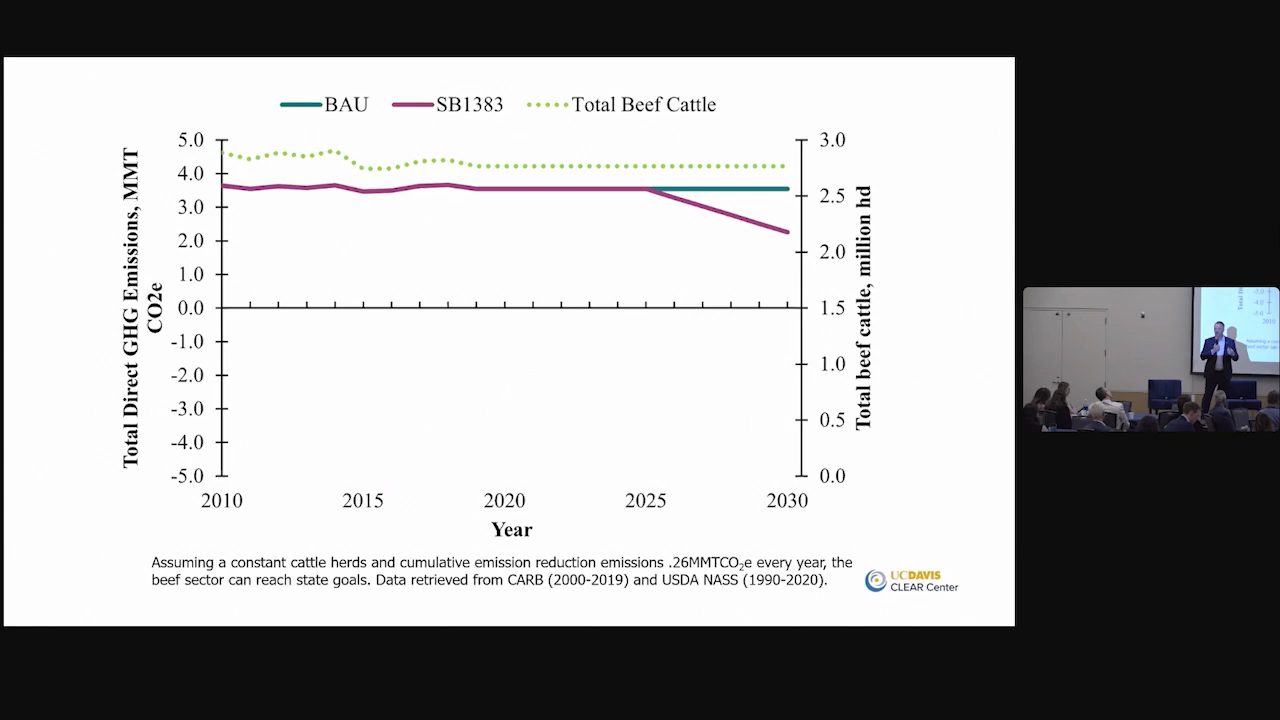 BAU SB1383 Total Beef Cattle
5.0
4.0
3.0
2.0
1.0
0.0
-1.0
-2.0
-3.0
-4.0
-5.0
Total Direct GHG Emissions, MMT
CO2e
3.0
2.5
2.0
1.5
1.0
0.5
0.0
Total beef cattle, million hd
2010 2015 2020 2025 2030
Year
Assuming a constant cattle herds and cumulative emission reduction emissions .26MMTCO₂e every year, the
beef sector can reach state goals. Data retrieved from CARB (2000-2019) and USDA NASS (1990-2020).
UCDAVIS
CLEAR Center